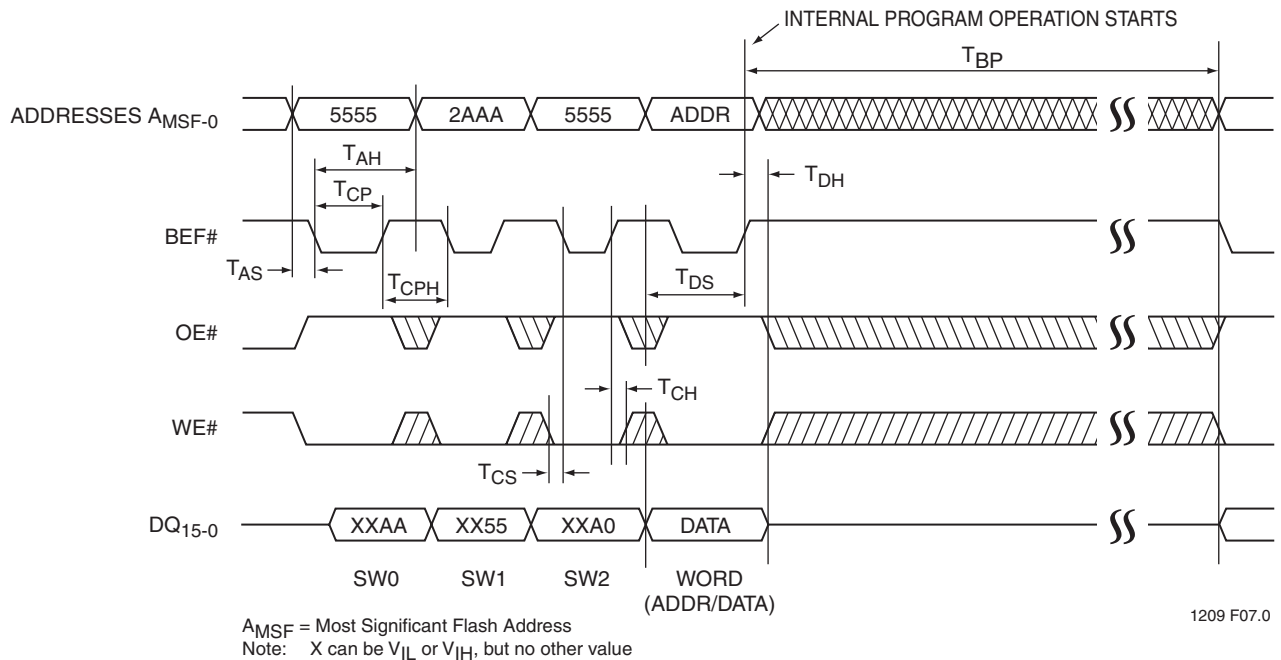 INTERNAL PROGRAM OPERATION STARTS
TBP
ADDRESSES AMSF-0
5555
2AAA
5555
ADDR
TAH
TDH
TCP
BEF#
TAS
TCPH
TDS
OE#
TCH
WE#
TCS
DQ15-0
XXAA
XX55
XXA0
DATA
SW0
SW1
SW2
WORD
(ADDR/DATA)
AMSF = Most Significant Flash Address
Note: X can be VIL or VIH, but no other value
1209 F07.0